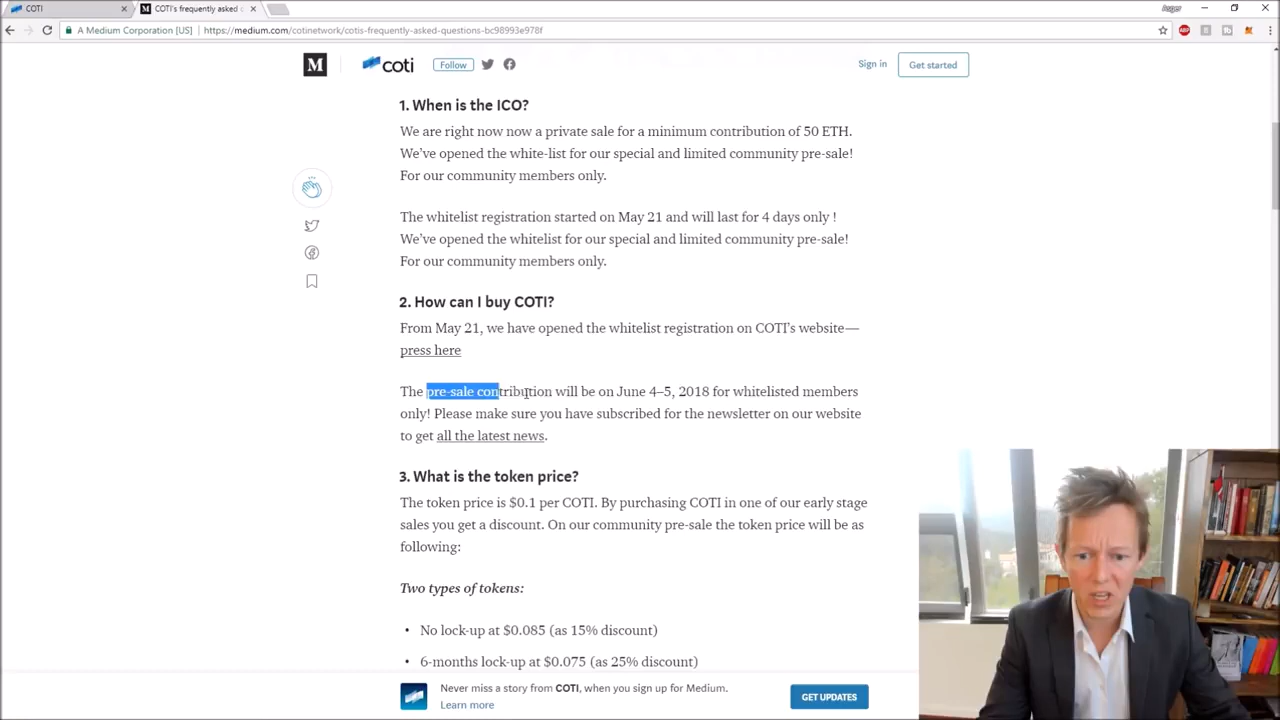 COTI
COTI's frequently asked
Asger
A Medium Corporation [US]
https://medium.com/cotinetwork/cotis-frequently-asked-questions-bc98993e978f
M
coti
Follow
Sign in
Get started
1. When is the ICO?
We are right now now a private sale for a minimum contribution of 50 ETH.
We've opened the white-list for our special and limited community pre-sale!
For our community members only.
The whitelist registration started on May 21 and will last for 4 days only !
We've opened the whitelist for our special and limited community pre-sale!
For our community members only.
2. How can I buy COTI?
From May 21, we have opened the whitelist registration on COTI's website—
press here
The pre-sale contribution will be on June 4–5, 2018 for whitelisted members
only! Please make sure you have subscribed for the newsletter on our website
to get all the latest news.
3. What is the token price?
The token price is $0.1 per COTI. By purchasing COTI in one of our early stage
sales you get a discount. On our community pre-sale the token price will be as
following:
Two types of tokens:
• No lock-up at $0.085 (as 15% discount)
• 6-months lock-up at $0.075 (as 25% discount)
Never miss a story from COTI, when you sign up for Medium.
Learn more
GET UPDATES